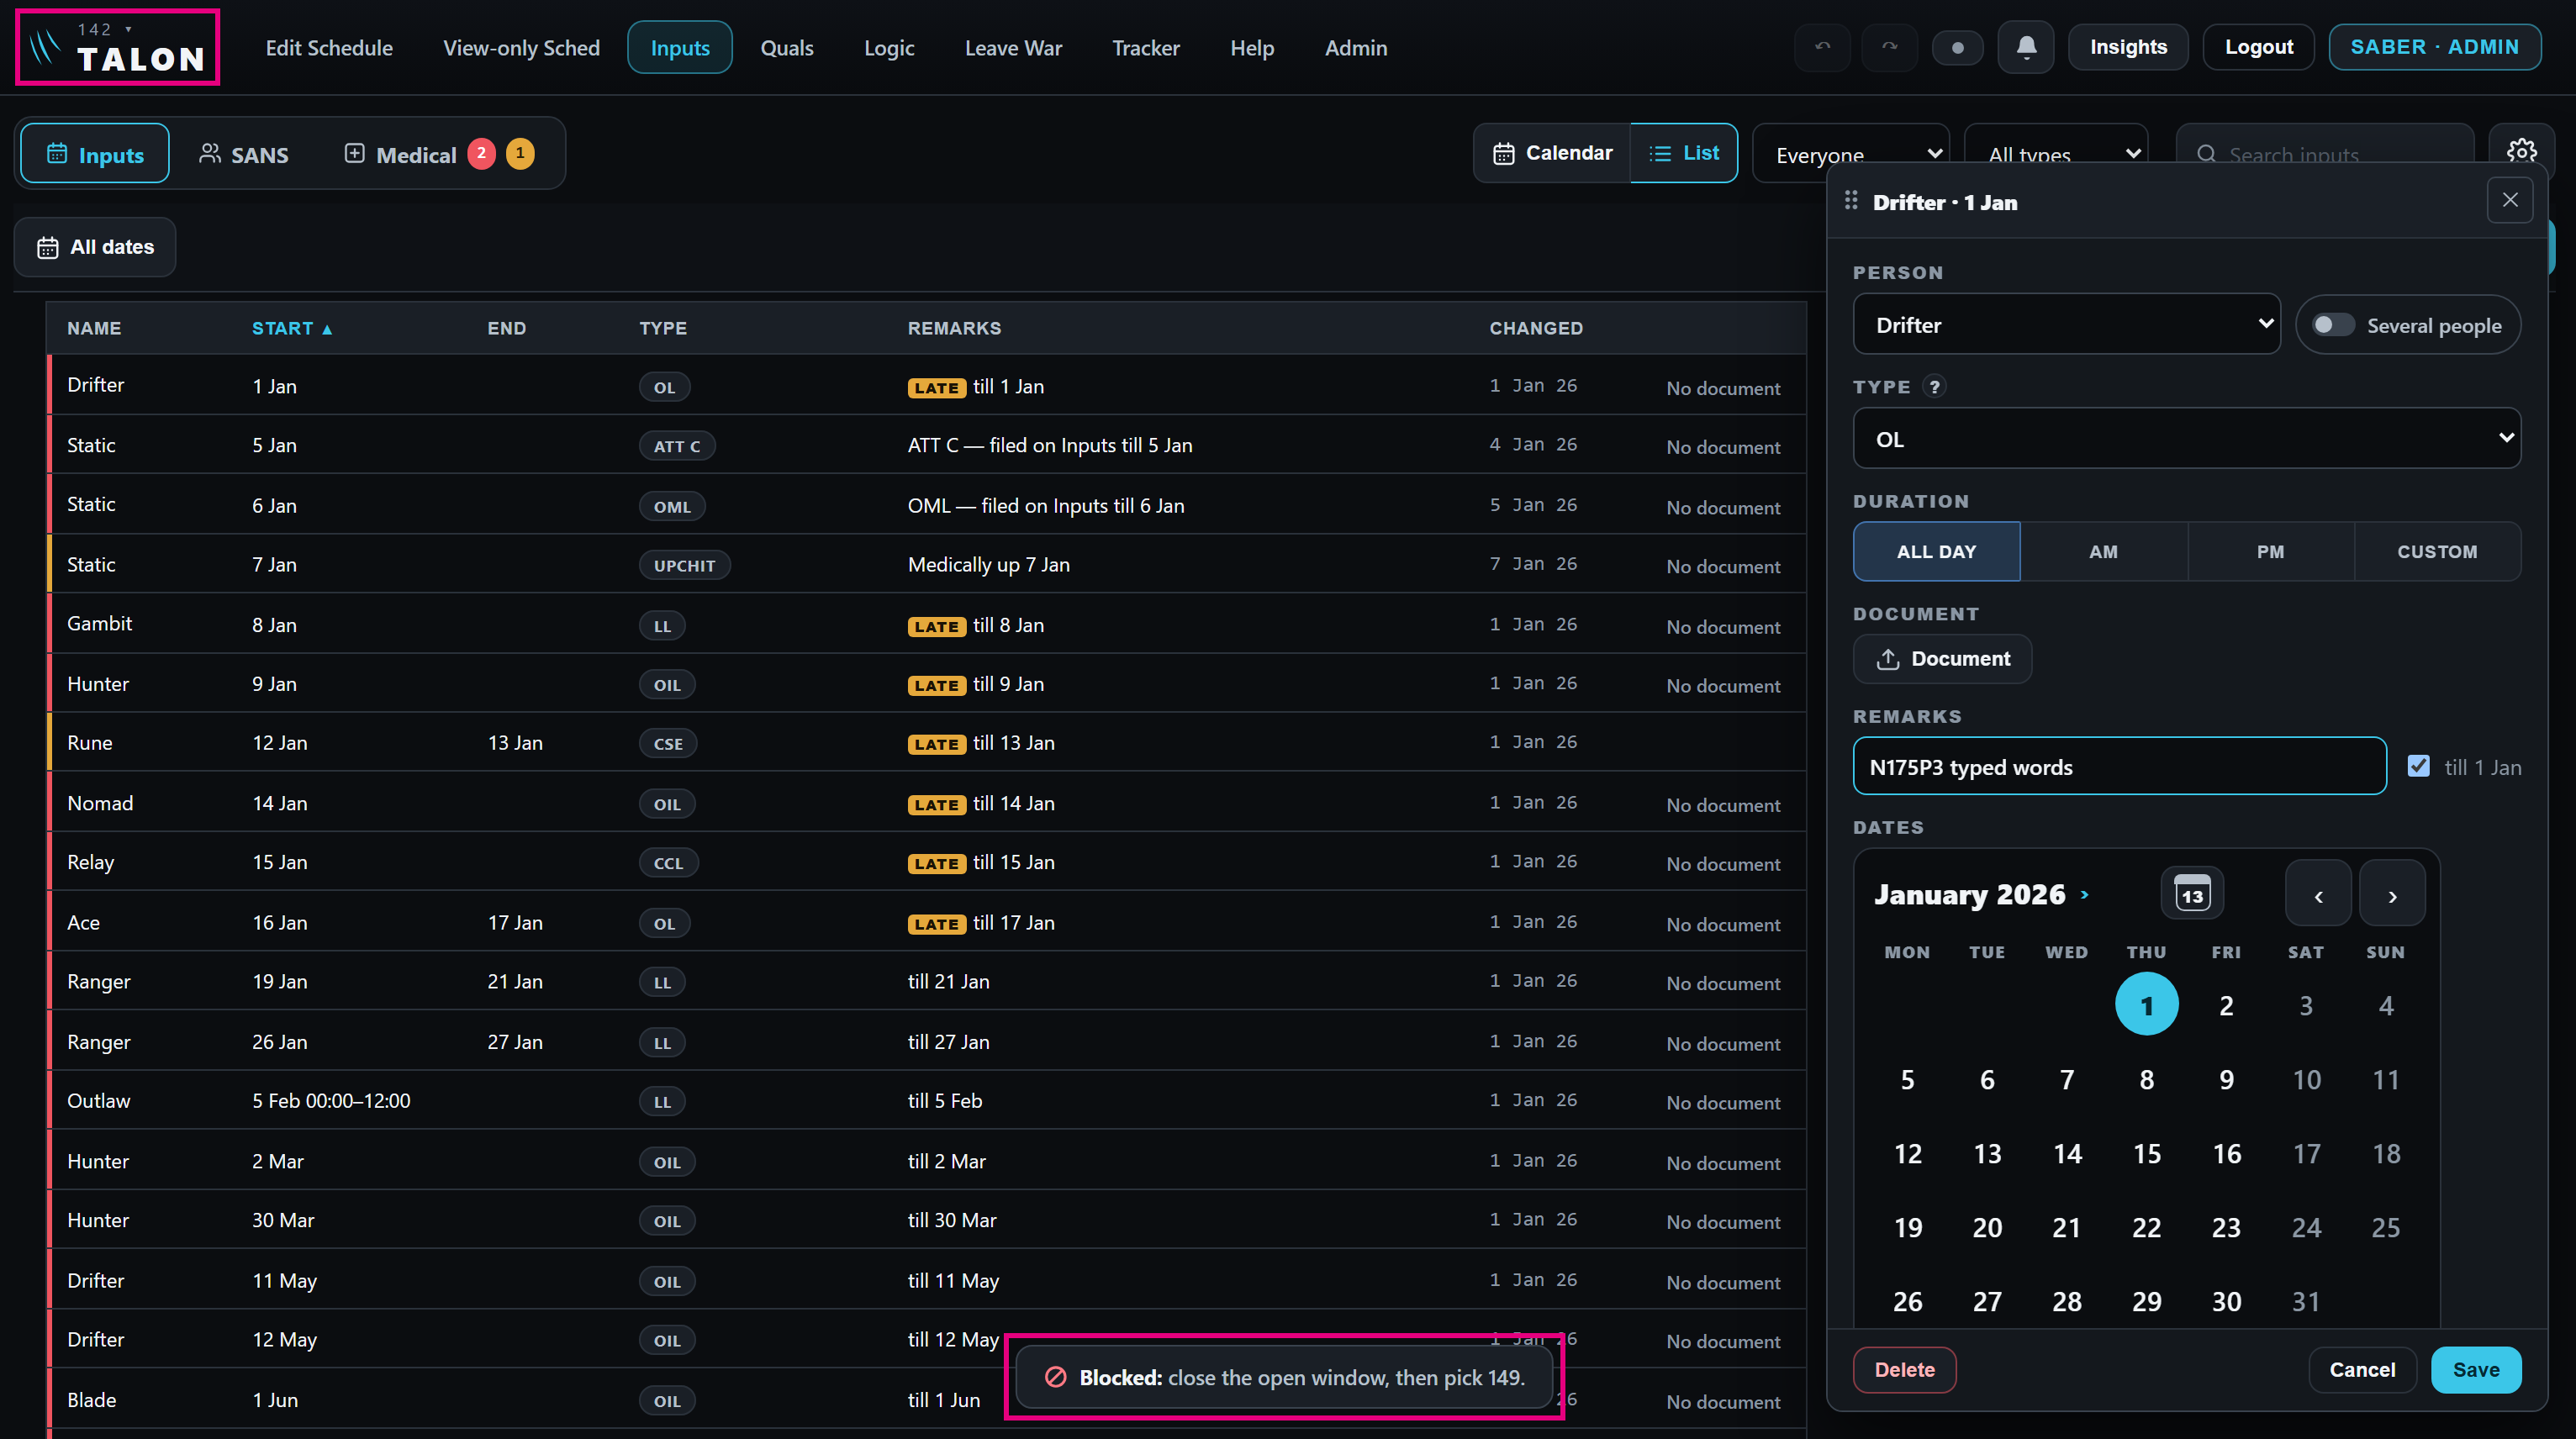 142 ▾
TALON
Edit Schedule
View-only Sched
Inputs
Quals
Logic
Leave War
Tracker
Help
Admin
Insights
Logout
SABER · ADMIN
Inputs
SANS
Medical 2 1
Calendar
List
Everyone
All types
Search inputs
All dates
NAME START ▲ END TYPE REMARKS CHANGED
Drifter 1 Jan OL LATE till 1 Jan 1 Jan 26 No document
Static 5 Jan ATT C ATT C — filed on Inputs till 5 Jan 4 Jan 26 No document
Static 6 Jan OML OML — filed on Inputs till 6 Jan 5 Jan 26 No document
Static 7 Jan UPCHIT Medically up 7 Jan 7 Jan 26 No document
Gambit 8 Jan LL LATE till 8 Jan 1 Jan 26 No document
Hunter 9 Jan OIL LATE till 9 Jan 1 Jan 26 No document
Rune 12 Jan 13 Jan CSE LATE till 13 Jan 1 Jan 26
Nomad 14 Jan OIL LATE till 14 Jan 1 Jan 26 No document
Relay 15 Jan CCL LATE till 15 Jan 1 Jan 26 No document
Ace 16 Jan 17 Jan OL LATE till 17 Jan 1 Jan 26 No document
Ranger 19 Jan 21 Jan LL till 21 Jan 1 Jan 26 No document
Ranger 26 Jan 27 Jan LL till 27 Jan 1 Jan 26 No document
Outlaw 5 Feb 00:00–12:00 LL till 5 Feb 1 Jan 26 No document
Hunter 2 Mar OIL till 2 Mar 1 Jan 26 No document
Hunter 30 Mar OIL till 30 Mar 1 Jan 26 No document
Drifter 11 May OIL till 11 May 1 Jan 26 No document
Drifter 12 May OIL till 12 May 1 Jan 26 No document
Blade 1 Jun OIL till 1 Jun 26 No document
Blocked: close the open window, then pick 149.
Drifter · 1 Jan
PERSON
Drifter
Several people
TYPE ?
OL
DURATION
ALL DAY AM PM CUSTOM
DOCUMENT
Document
REMARKS
N175P3 typed words
till 1 Jan
DATES
January 2026 ›
13
‹ ›
MON TUE WED THU FRI SAT SUN
1 2 3 4
5 6 7 8 9 10 11
12 13 14 15 16 17 18
19 20 21 22 23 24 25
26 27 28 29 30 31
Delete
Cancel
Save